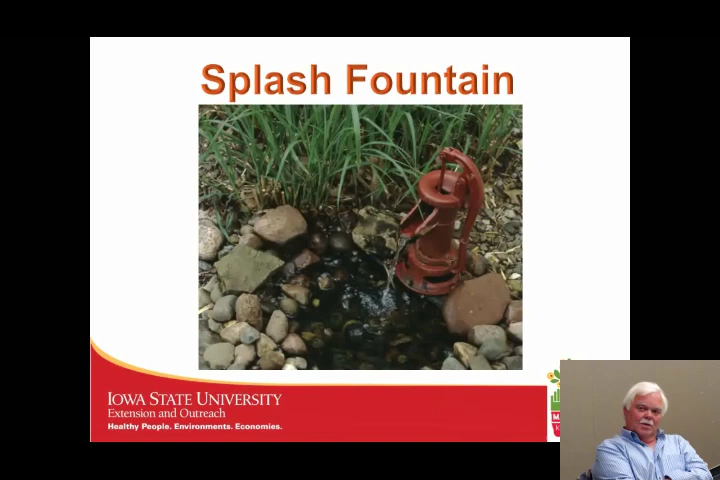 Splash Fountain
IOWA STATE UNIVERSITY
Extension and Outreach
Healthy People. Environments. Economies.